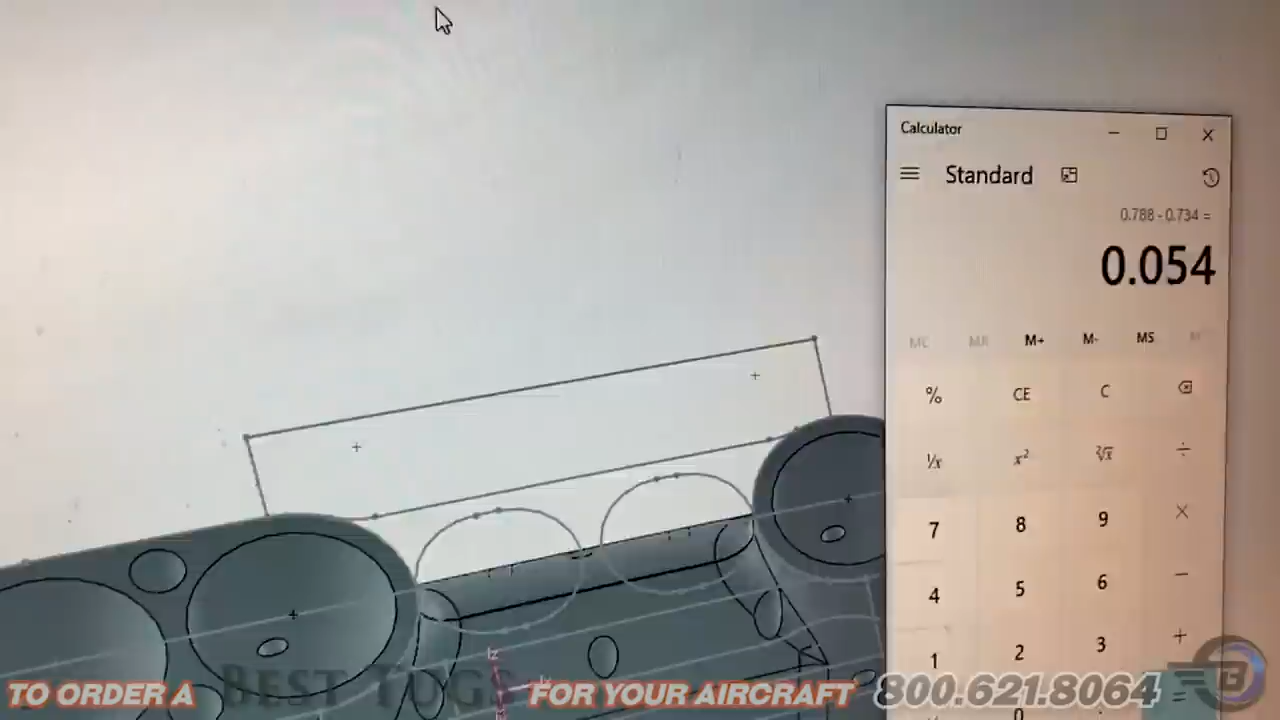 Calculator
Standard
0.788 - 0.734 =
0.054
MC MR M+ M- MS M
% CE C
¹/x x² ²√x ÷
7 8 9 ×
4 5 6 −
1 2 3 +
0 . =
BEST TUGS
TO ORDER A FOR YOUR AIRCRAFT 800.621.8064
B